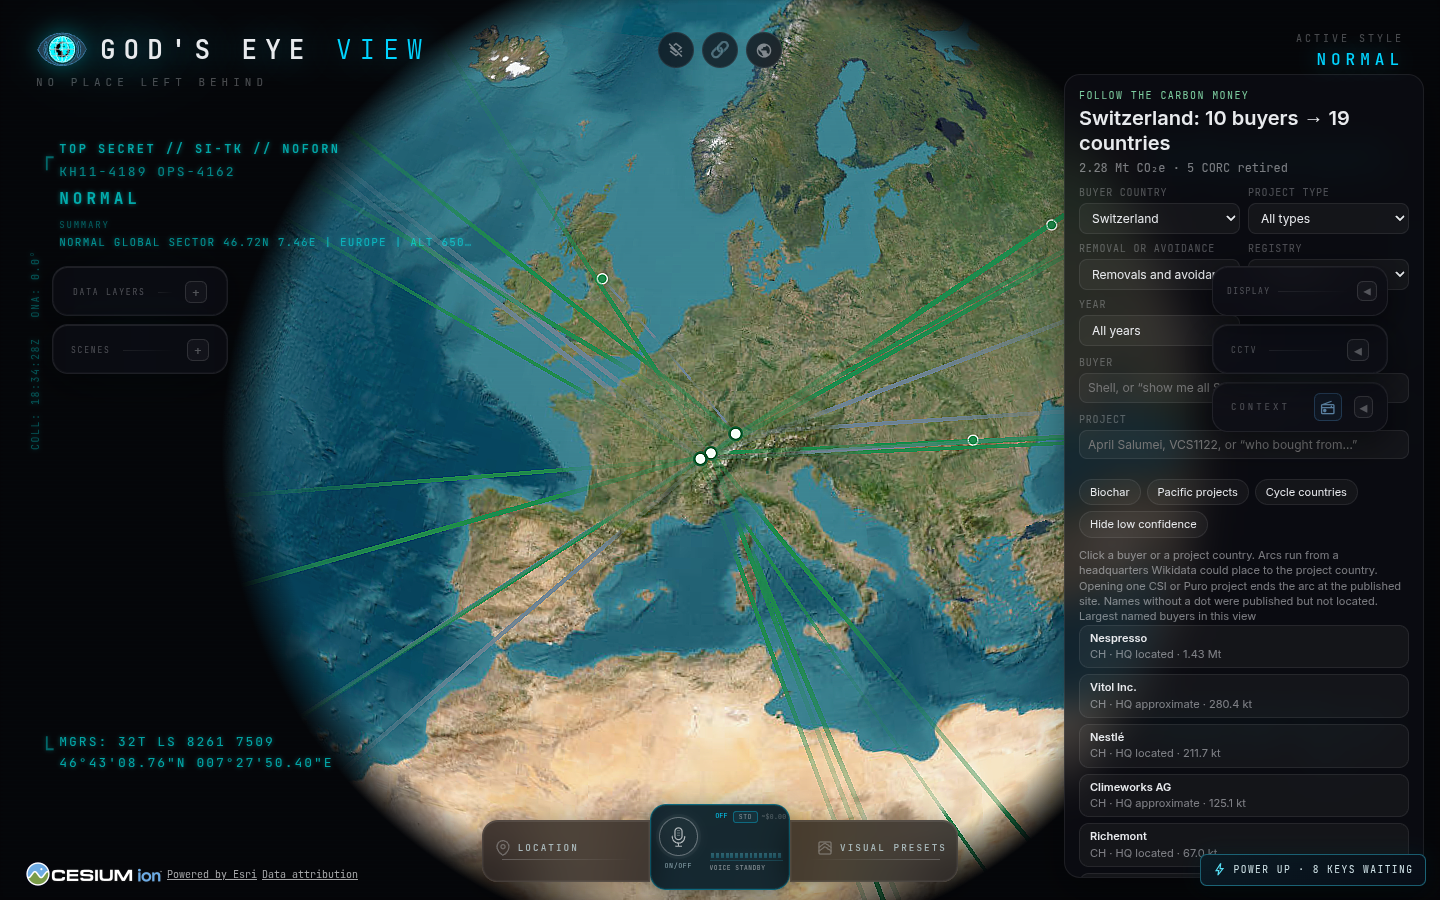 GOD'S EYE VIEW
NO PLACE LEFT BEHIND
ACTIVE STYLE
NORMAL
TOP SECRET // SI-TK // NOFORN
KH11-4189 OPS-4162
NORMAL
SUMMARY
NORMAL GLOBAL SECTOR 46.72N 7.46E | EUROPE | ALT 650…
COLL: 18:34:28Z ONA: 0.0°
DATA LAYERS
+
SCENES
+
MGRS: 32T LS 8261 7509
46°43'08.76"N 007°27'50.40"E
CESIUM ion
Powered by Esri Data attribution
LOCATION
OFF STD
ON/OFF
VOICE STANDBY
VISUAL PRESETS
FOLLOW THE CARBON MONEY
Switzerland: 10 buyers → 19
countries
2.28 Mt CO₂e · 5 CORC retired
BUYER COUNTRY
Switzerland
PROJECT TYPE
All types
REMOVAL OR AVOIDANCE
Removals and avoidan
REGISTRY
YEAR
All years
BUYER
Shell, or “show me all
PROJECT
April Salumei, VCS1122, or “who bought from…”
DISPLAY
CCTV
CONTEXT
Biochar
Pacific projects
Cycle countries
Hide low confidence
Click a buyer or a project country. Arcs run from a
headquarters Wikidata could place to the project country.
Opening one CSI or Puro project ends the arc at the published
site. Names without a dot were published but not located.
Largest named buyers in this view
Nespresso
CH · HQ located · 1.43 Mt
Vitol Inc.
CH · HQ approximate · 280.4 kt
Nestlé
CH · HQ located · 211.7 kt
Climeworks AG
CH · HQ approximate · 125.1 kt
Richemont
CH · HQ located · 67.0 kt
POWER UP · 8 KEYS WAITING